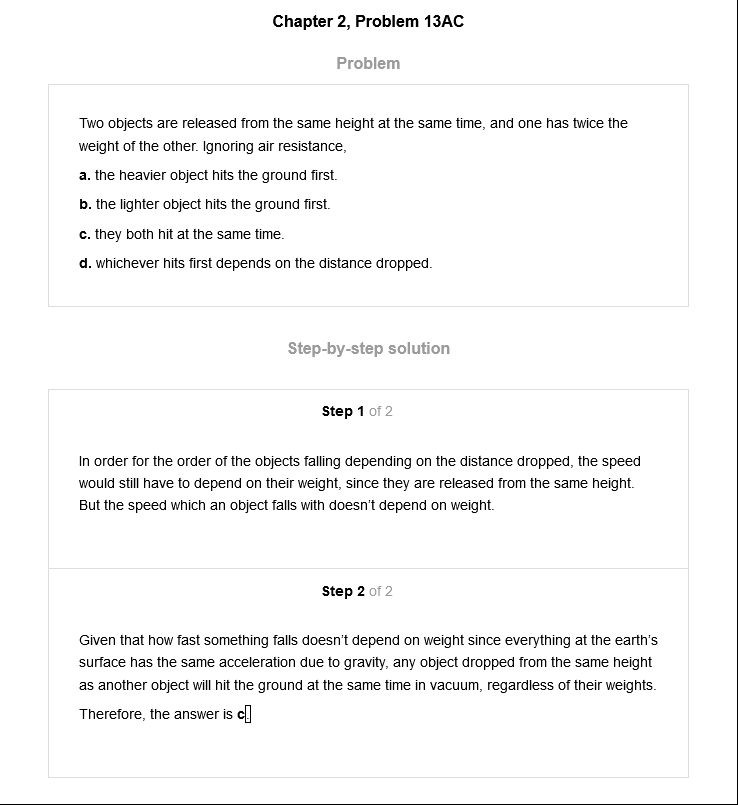 Chapter 2, Problem 13AC
Problem
Two objects are released from the same height at the same time, and one has twice the
weight of the other. Ignoring air resistance,
a. the heavier object hits the ground first.
b. the lighter object hits the ground first.
c. they both hit at the same time.
d. whichever hits first depends on the distance dropped.
Step-by-step solution
Step 1 of 2
In order for the order of the objects falling depending on the distance dropped, the speed
would still have to depend on their weight, since they are released from the same height.
But the speed which an object falls with doesn’t depend on weight.
Step 2 of 2
Given that how fast something falls doesn’t depend on weight since everything at the earth’s
surface has the same acceleration due to gravity, any object dropped from the same height
as another object will hit the ground at the same time in vacuum, regardless of their weights.
Therefore, the answer is c.